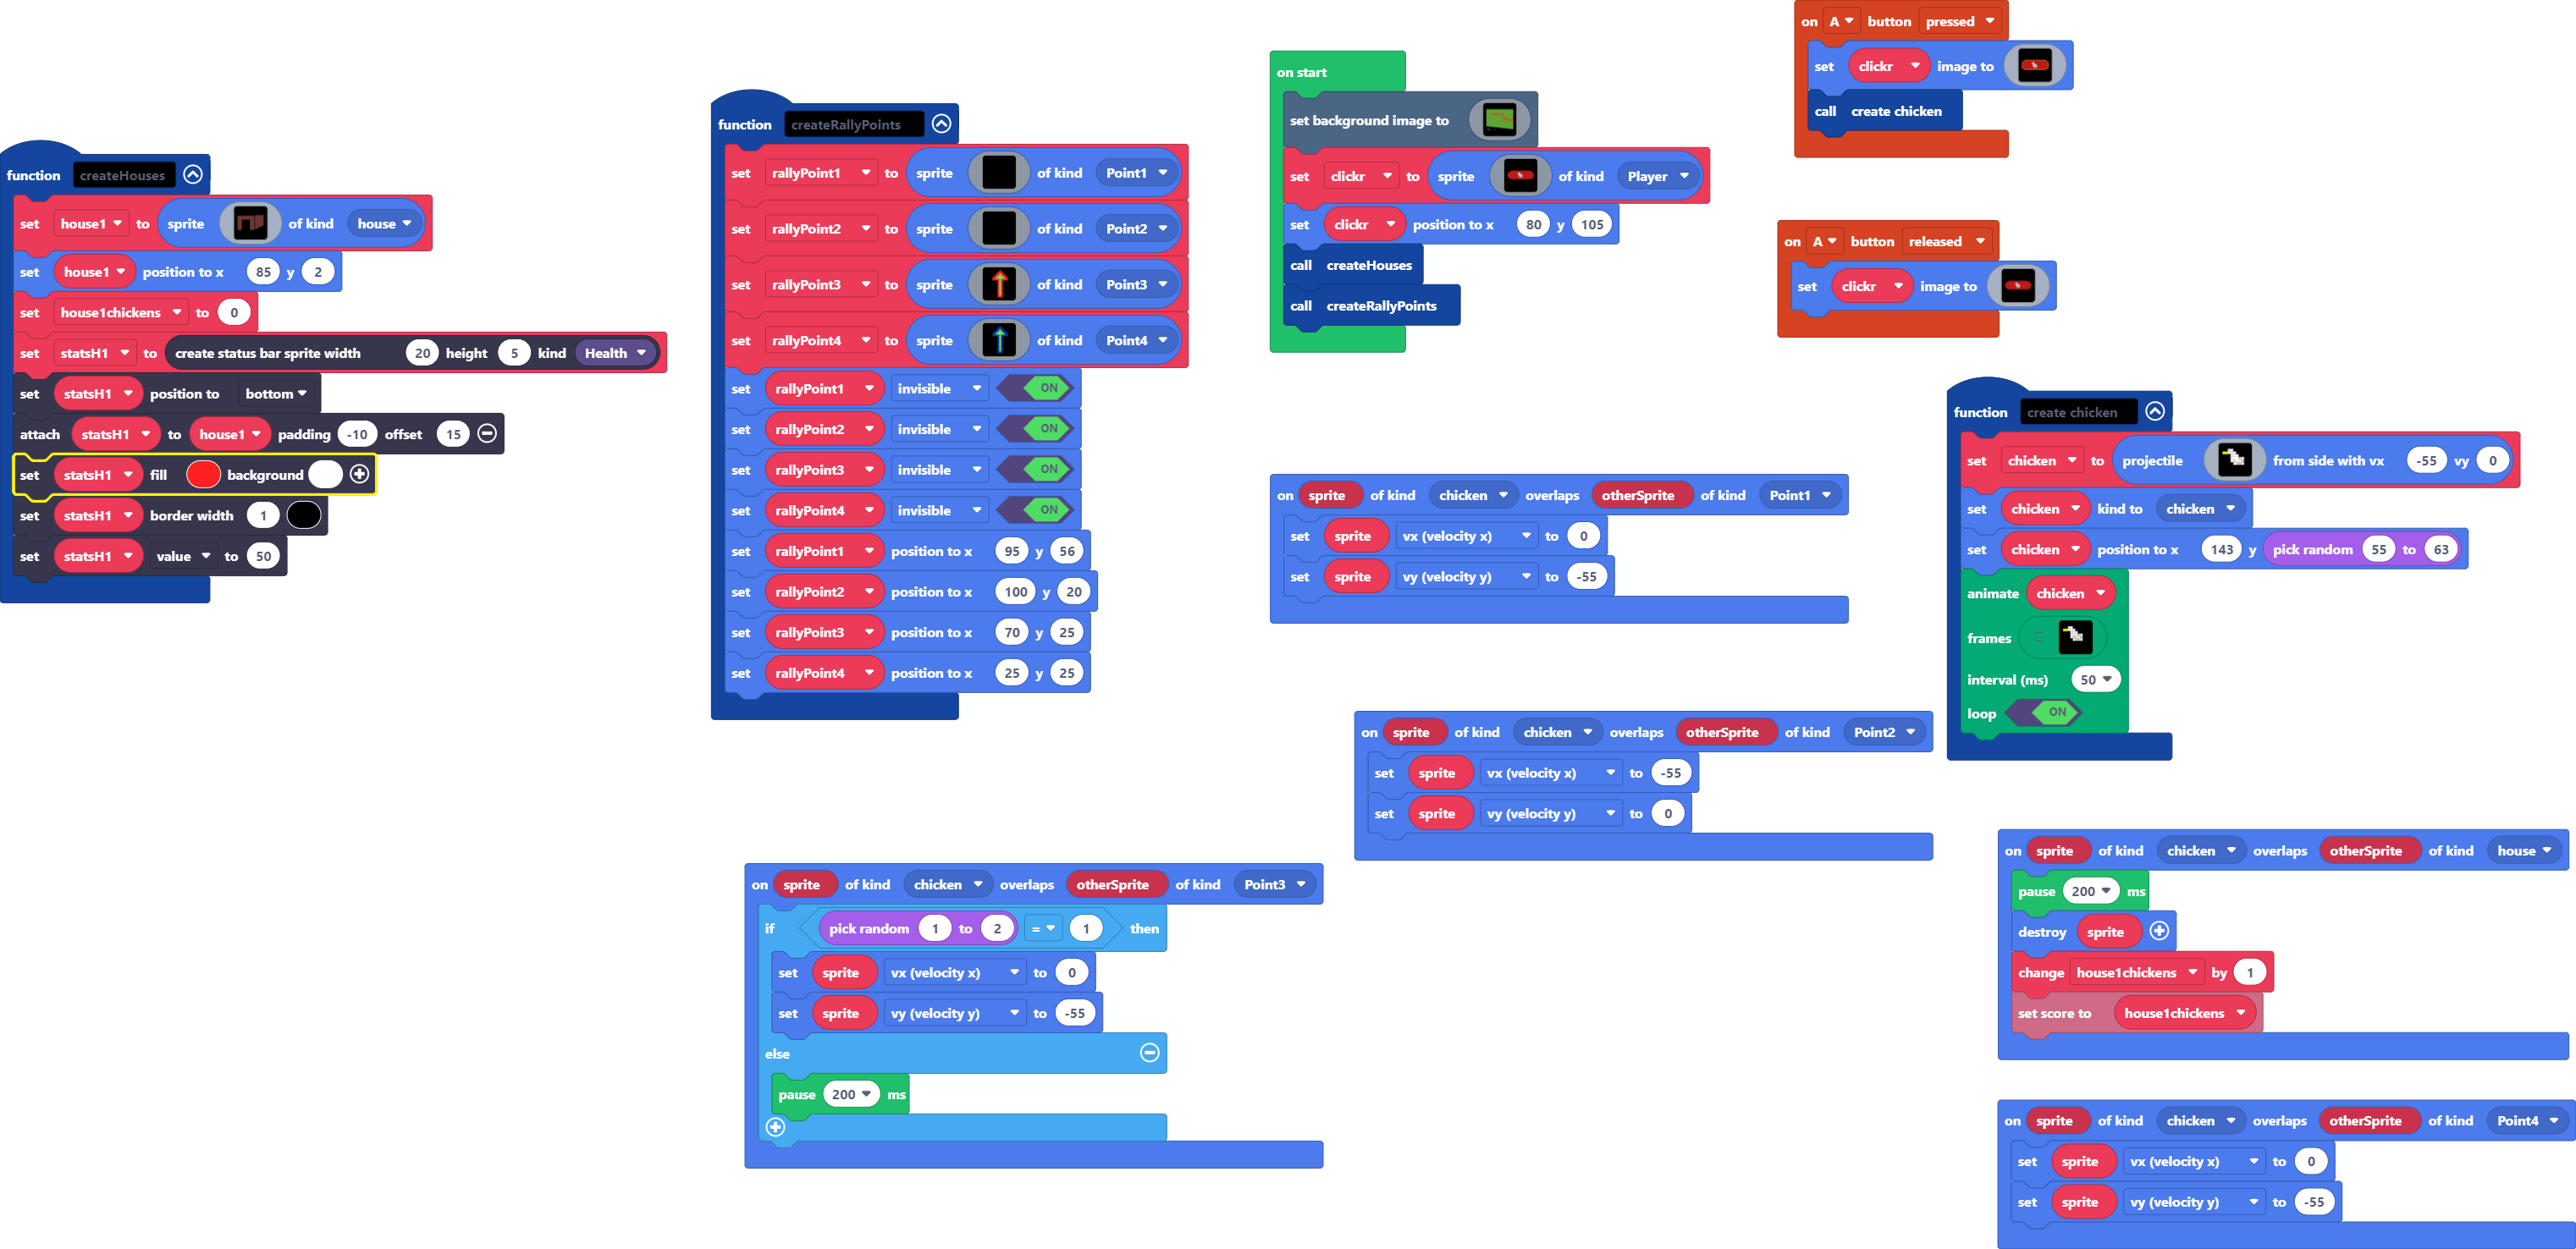 function createHouses
set house1 to sprite of kind house
set house1 position to x 85 y 2
set house1chickens to 0
set statsH1 to create status bar sprite width 20 height 5 kind Health
set statsH1 position to bottom
attach statsH1 to house1 padding -10 offset 15
set statsH1 fill background
set statsH1 border width 1
set statsH1 value to 50
function createRallyPoints
set rallyPoint1 to sprite of kind Point1
set rallyPoint2 to sprite of kind Point2
set rallyPoint3 to sprite of kind Point3
set rallyPoint4 to sprite of kind Point4
set rallyPoint1 invisible ON
set rallyPoint2 invisible ON
set rallyPoint3 invisible ON
set rallyPoint4 invisible ON
set rallyPoint1 position to x 95 y 56
set rallyPoint2 position to x 100 y 20
set rallyPoint3 position to x 70 y 25
set rallyPoint4 position to x 25 y 25
on start
set background image to
set clickr to sprite of kind Player
set clickr position to x 80 y 105
call createHouses
call createRallyPoints
on A button pressed
set clickr image to
call create chicken
on A button released
set clickr image to
function create chicken
set chicken to projectile from side with vx -55 vy 0
set chicken kind to chicken
set chicken position to x 143 y pick random 55 to 63
animate chicken
frames
interval (ms) 50
loop ON
on sprite of kind chicken overlaps otherSprite of kind Point1
set sprite vx (velocity x) to 0
set sprite vy (velocity y) to -55
on sprite of kind chicken overlaps otherSprite of kind Point2
set sprite vx (velocity x) to -55
set sprite vy (velocity y) to 0
on sprite of kind chicken overlaps otherSprite of kind Point3
if pick random 1 to 2 = 1 then
set sprite vx (velocity x) to 0
set sprite vy (velocity y) to -55
else
pause 200 ms
on sprite of kind chicken overlaps otherSprite of kind house
pause 200 ms
destroy sprite
change house1chickens by 1
set score to house1chickens
on sprite of kind chicken overlaps otherSprite of kind Point4
set sprite vx (velocity x) to 0
set sprite vy (velocity y) to -55